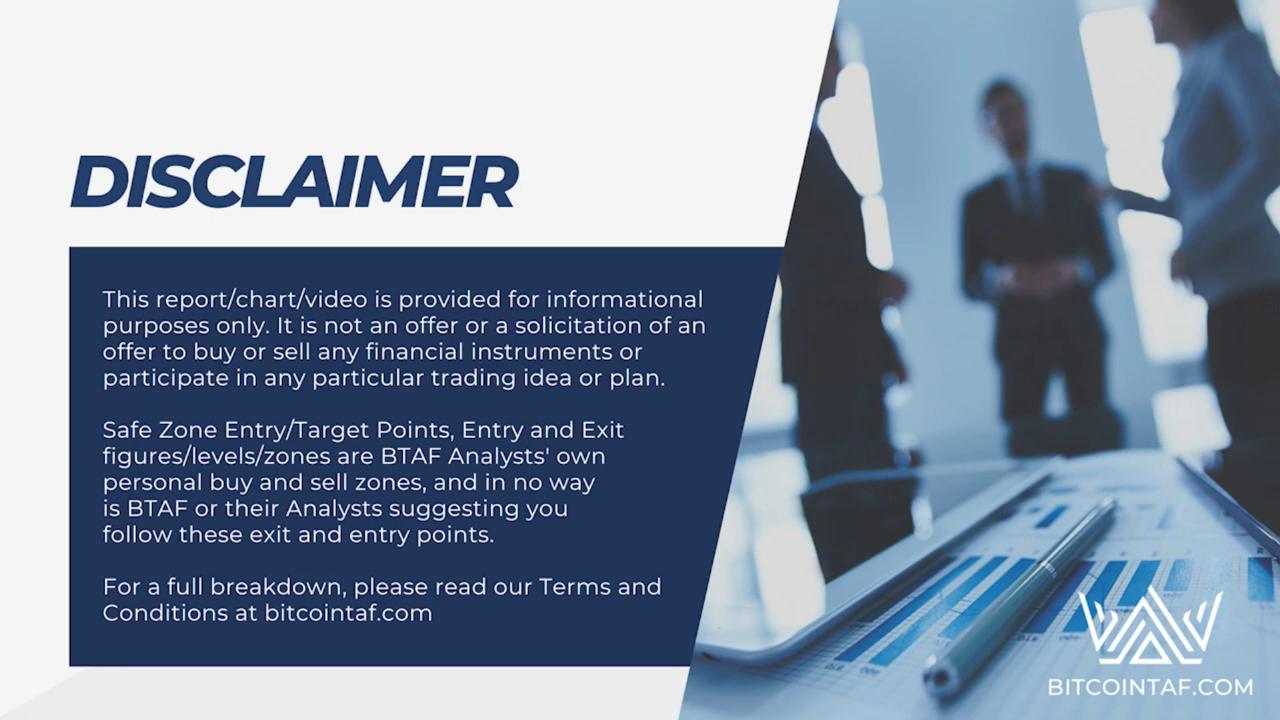 DISCLAIMER
This report/chart/video is provided for informational
purposes only. It is not an offer or a solicitation of an
offer to buy or sell any financial instruments or
participate in any particular trading idea or plan.
Safe Zone Entry/Target Points, Entry and Exit
figures/levels/zones are BTAF Analysts' own
personal buy and sell zones, and in no way
is BTAF or their Analysts suggesting you
follow these exit and entry points.
For a full breakdown, please read our Terms and
Conditions at bitcointaf.com
BITCOINTAF.COM